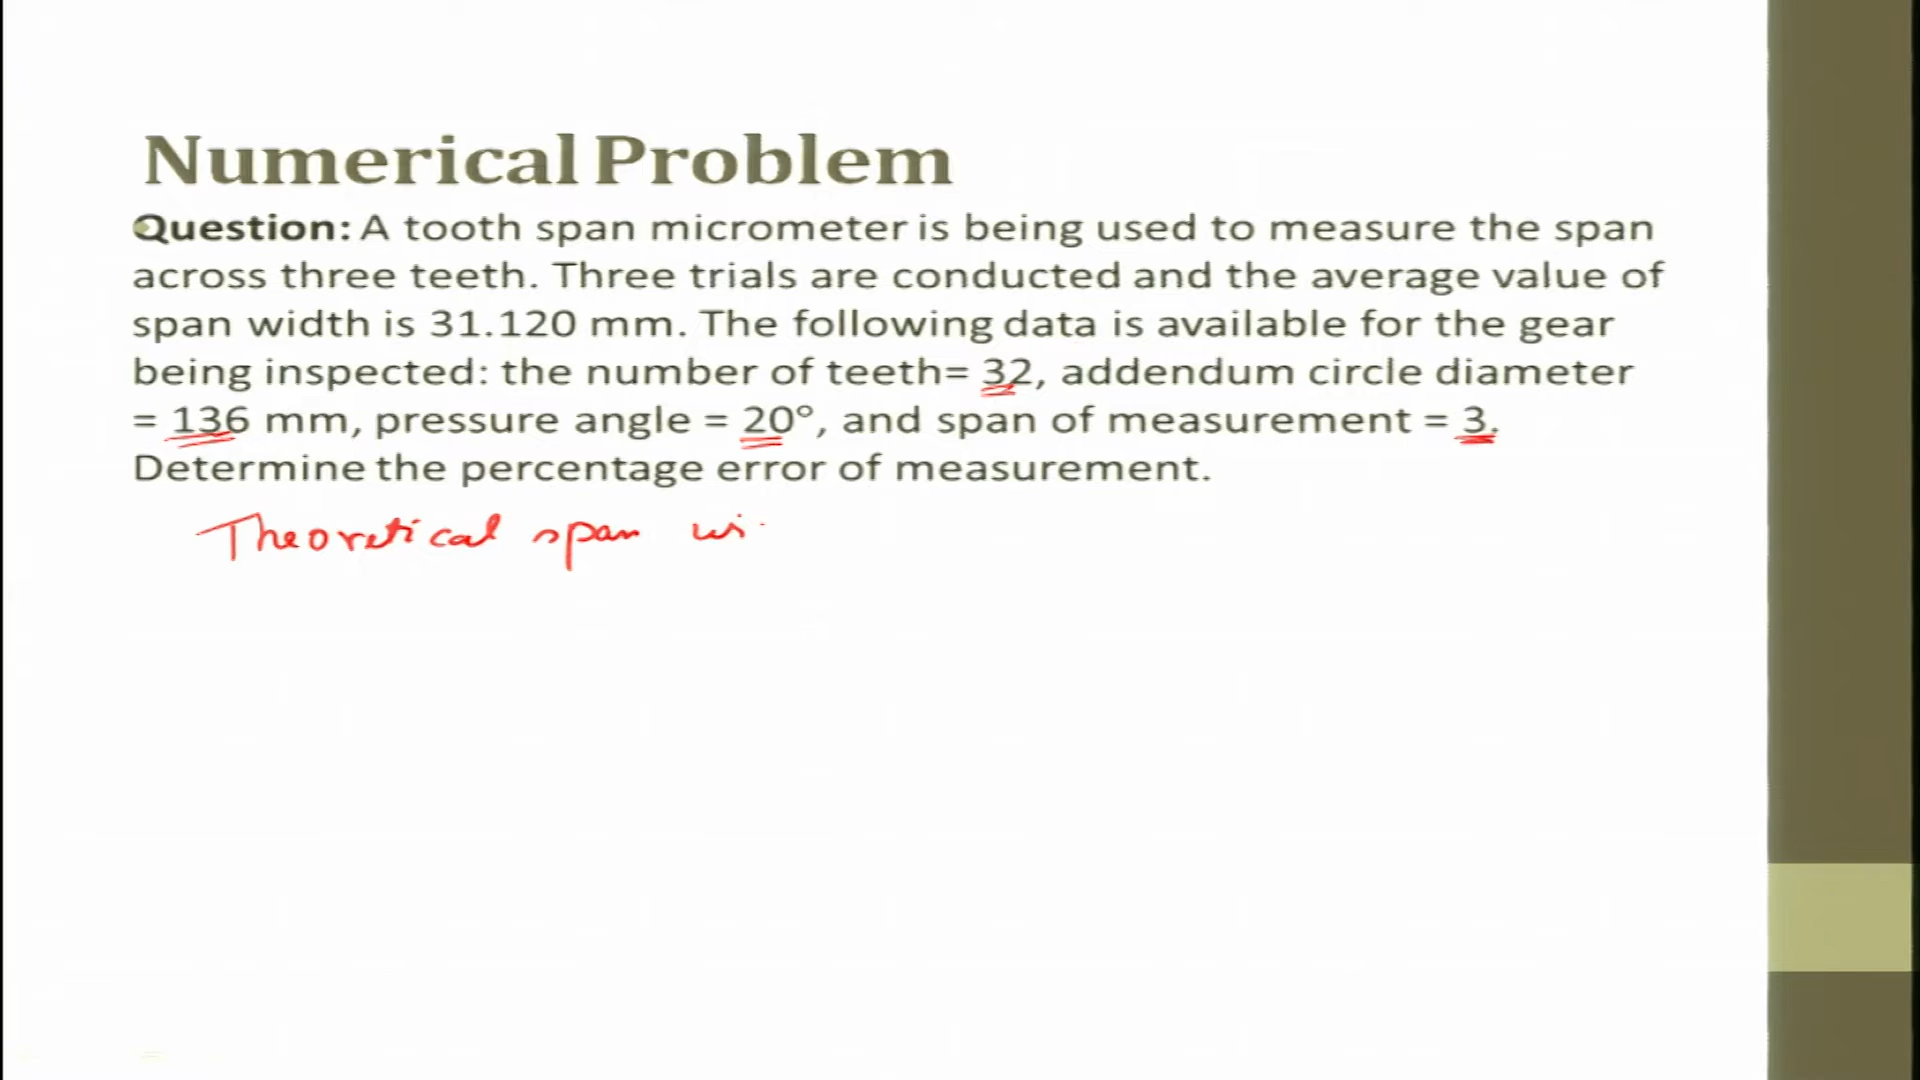 Numerical Problem
Question: A tooth span micrometer is being used to measure the span
across three teeth. Three trials are conducted and the average value of
span width is 31.120 mm. The following data is available for the gear
being inspected: the number of teeth= 32, addendum circle diameter
= 136 mm, pressure angle = 20°, and span of measurement = 3.
Determine the percentage error of measurement.
Theoretical span wi